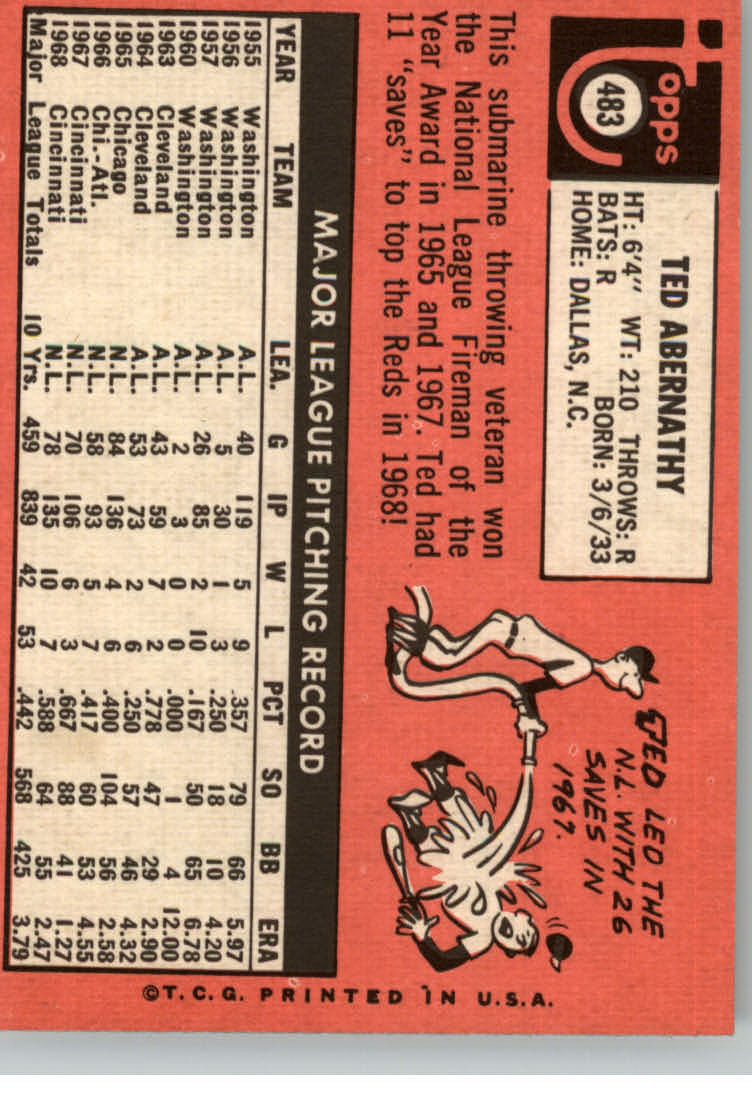 Topps
483
TED ABERNATHY
HT: 6'4" WT: 210 THROWS: R
BATS: R BORN: 3/6/33
HOME: DALLAS, N.C.
This submarine throwing veteran won
the National League Fireman of the
Year Award in 1965 and 1967. Ted had
11 "saves" to top the Reds in 1968!
TED LED THE
N.L. WITH 26
SAVES IN
1967.
MAJOR LEAGUE PITCHING RECORD
YEAR TEAM LEA. G IP W L PCT SO BB ERA
1955 Washington A.L. 40 119 5 9 .357 79 66 5.97
1956 Washington A.L. 5 30 1 3 .250 18 10 4.20
1957 Washington A.L. 26 85 2 10 .167 50 65 6.78
1960 Washington A.L. 2 3 0 0 .000 1 4 12.00
1963 Cleveland A.L. 43 59 7 2 .778 47 29 2.90
1964 Cleveland A.L. 53 73 2 6 .250 57 46 4.32
1965 Chicago N.L. 84 136 4 6 .400 104 56 2.58
1966 Chi.-Atl. N.L. 58 93 5 7 .417 60 53 4.55
1967 Cincinnati N.L. 70 106 6 3 .667 88 41 1.27
1968 Cincinnati N.L. 78 135 10 7 .588 64 55 2.47
Major League Totals 10 Yrs. 459 839 42 53 .442 568 425 3.79
©T.C.G. PRINTED IN U.S.A.